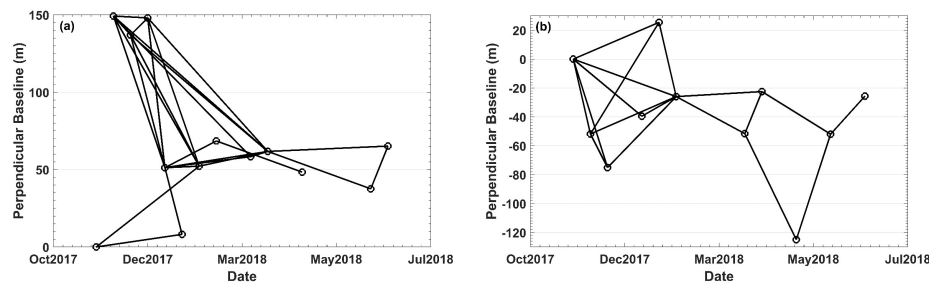 (a)
150
100
50
0
Perpendicular Baseline (m)
Oct2017 Dec2017 Mar2018 May2018 Jul2018
Date
(b)
20
0
-20
-40
-60
-80
-100
-120
Perpendicular Baseline (m)
Oct2017 Dec2017 Mar2018 May2018 Jul2018
Date